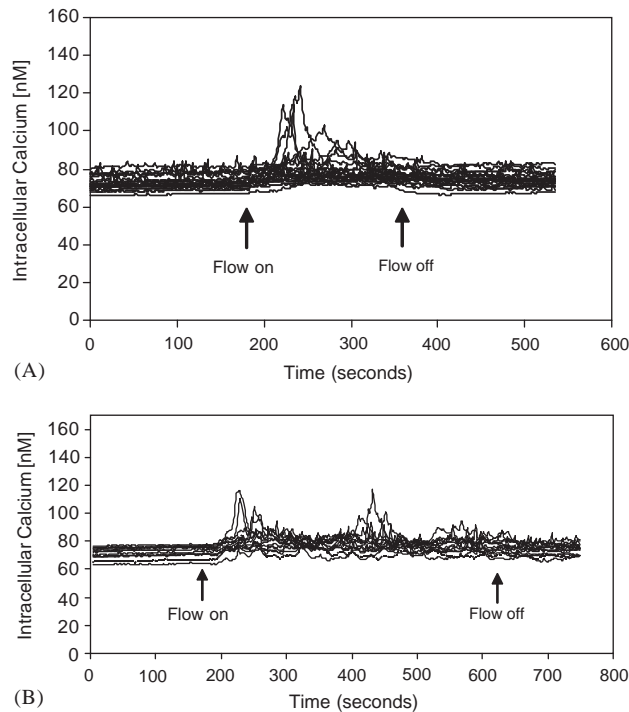 160
140
120
100
80
60
40
20
0
Intracellular Calcium [nM]
Flow on
Flow off
0 100 200 300 400 500 600
Time (seconds)
(A)
160
140
120
100
80
60
40
20
0
Intracellular Calcium [nM]
Flow on
Flow off
0 100 200 300 400 500 600 700 800
Time (seconds)
(B)